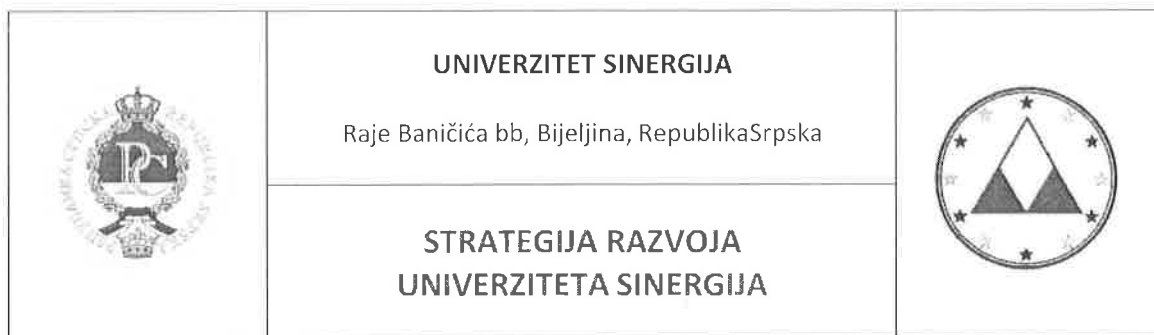 UNIVERZITET SINERGIJA
Raje Baničića bb, Bijeljina, RepublikaSrpska
STRATEGIJA RAZVOJA
UNIVERZITETA SINERGIJA